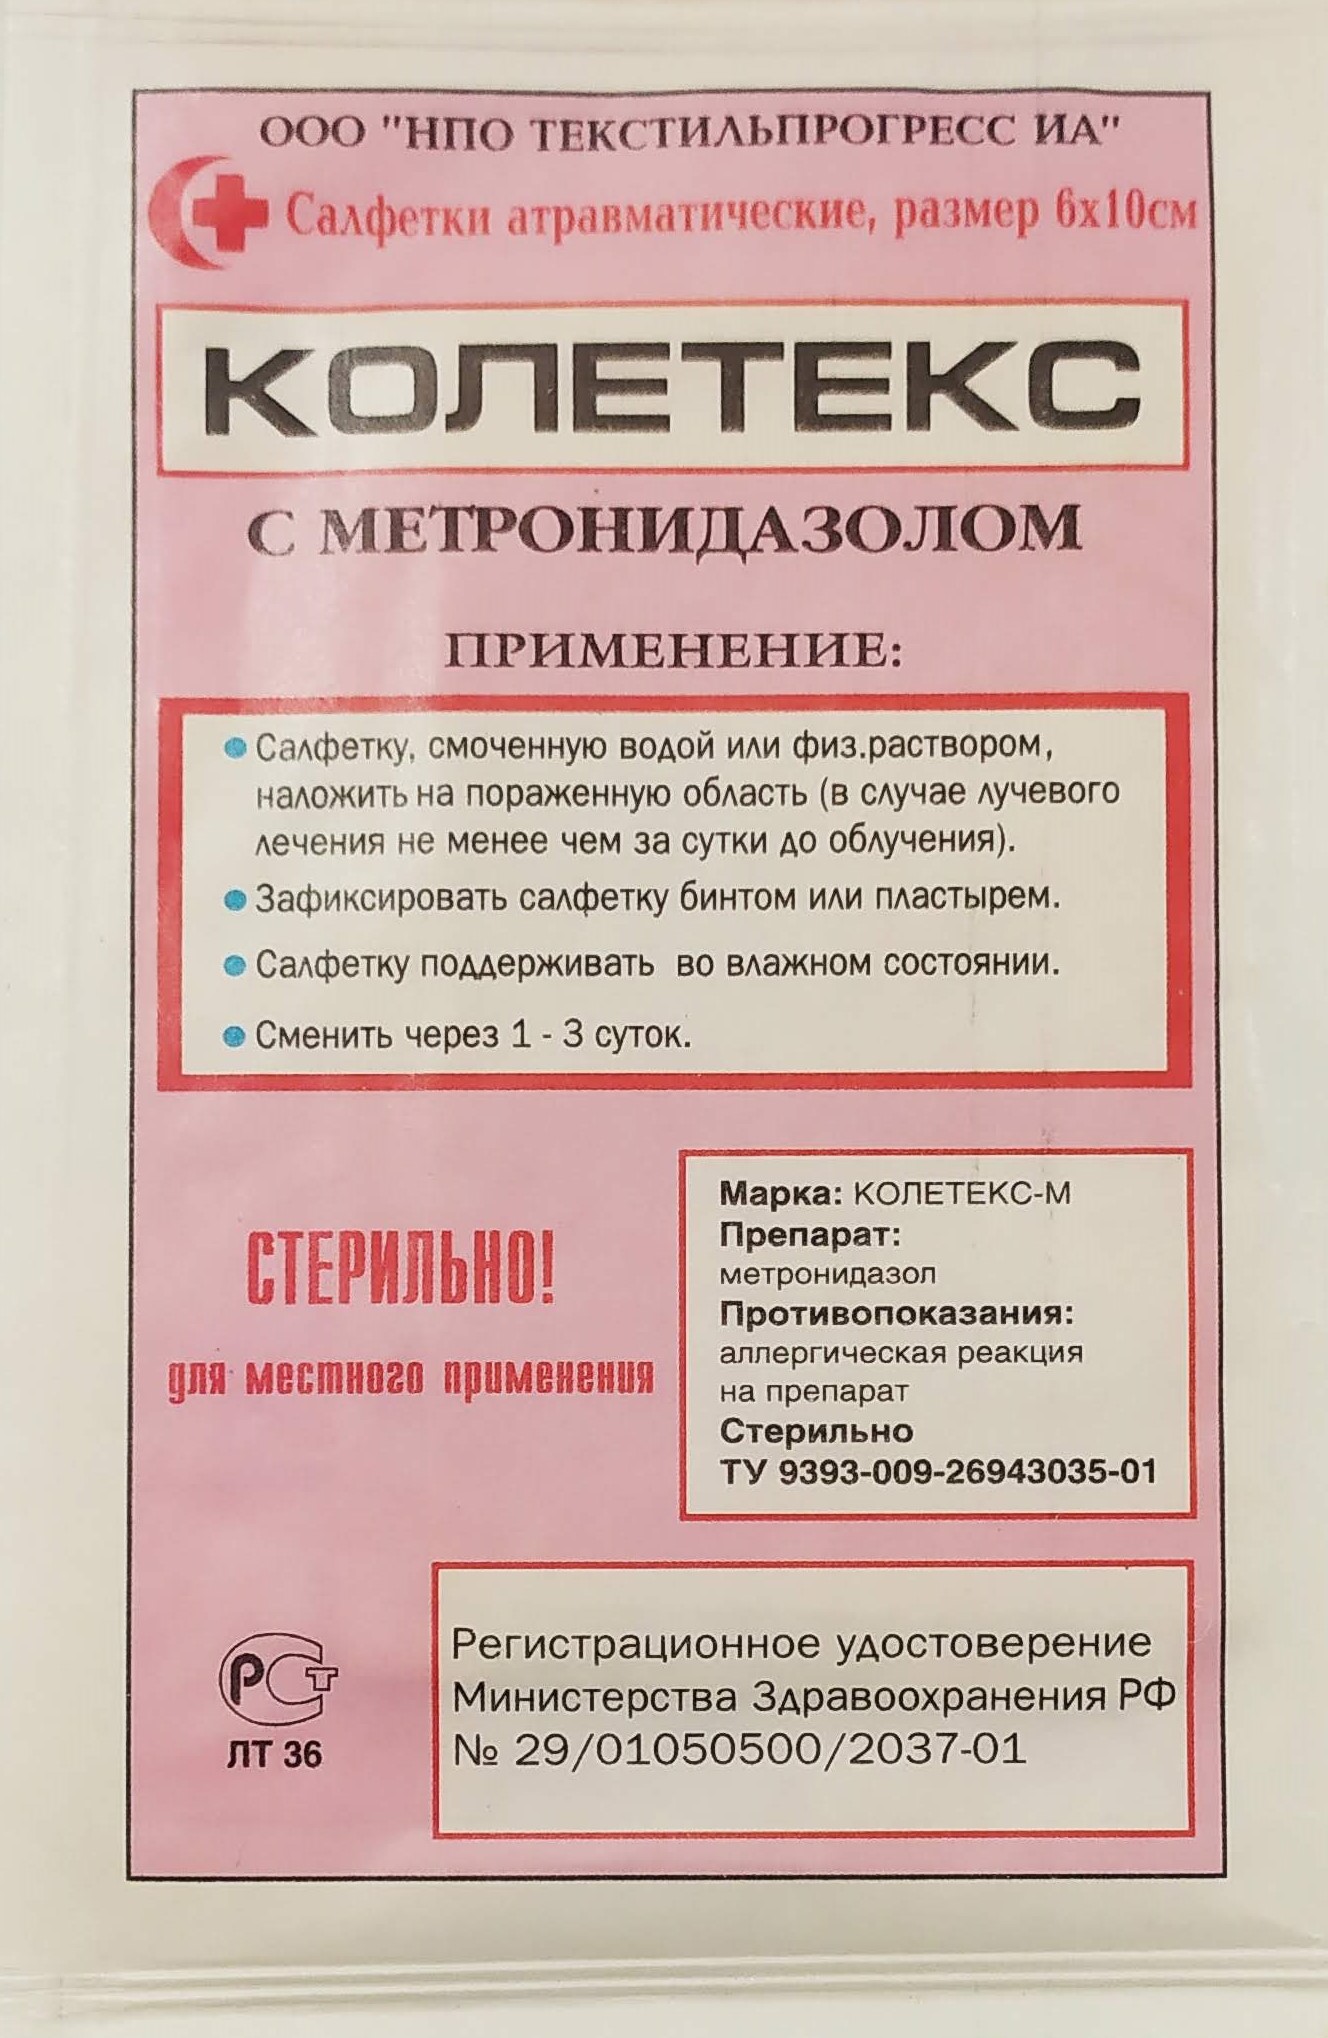 ООО "НПО ТЕКСТИЛЬПРОГРЕСС ИА"
Салфетки атравматические, размер 6х10см
КОЛЕТЕКС
С МЕТРОНИДАЗОЛОМ
ПРИМЕНЕНИЕ:
• Салфетку, смоченную водой или физ.раствором,
наложить на пораженную область (в случае лучевого
лечения не менее чем за сутки до облучения).
• Зафиксировать салфетку бинтом или пластырем.
• Салфетку поддерживать во влажном состоянии.
• Сменить через 1 - 3 суток.
СТЕРИЛЬНО!
для местного применения
Марка: КОЛЕТЕКС-М
Препарат:
метронидазол
Противопоказания:
аллергическая реакция
на препарат
Стерильно
ТУ 9393-009-26943035-01
РСТ
ЛТ 36
Регистрационное удостоверение
Министерства Здравоохранения РФ
№ 29/01050500/2037-01